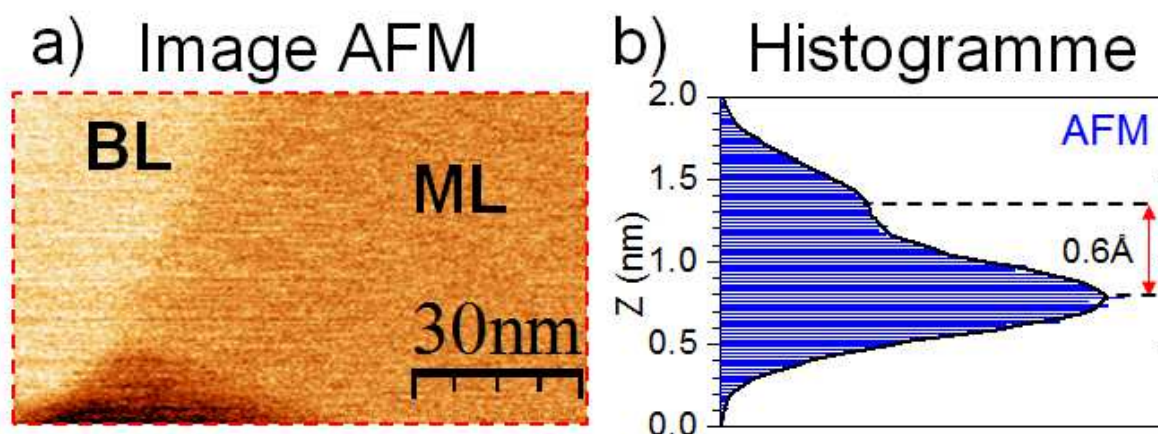 a) Image AFM
BL
ML
30nm
b) Histogramme
AFM
2.0
1.5
1.0
0.5
0.0
Z (nm)
0.6Å